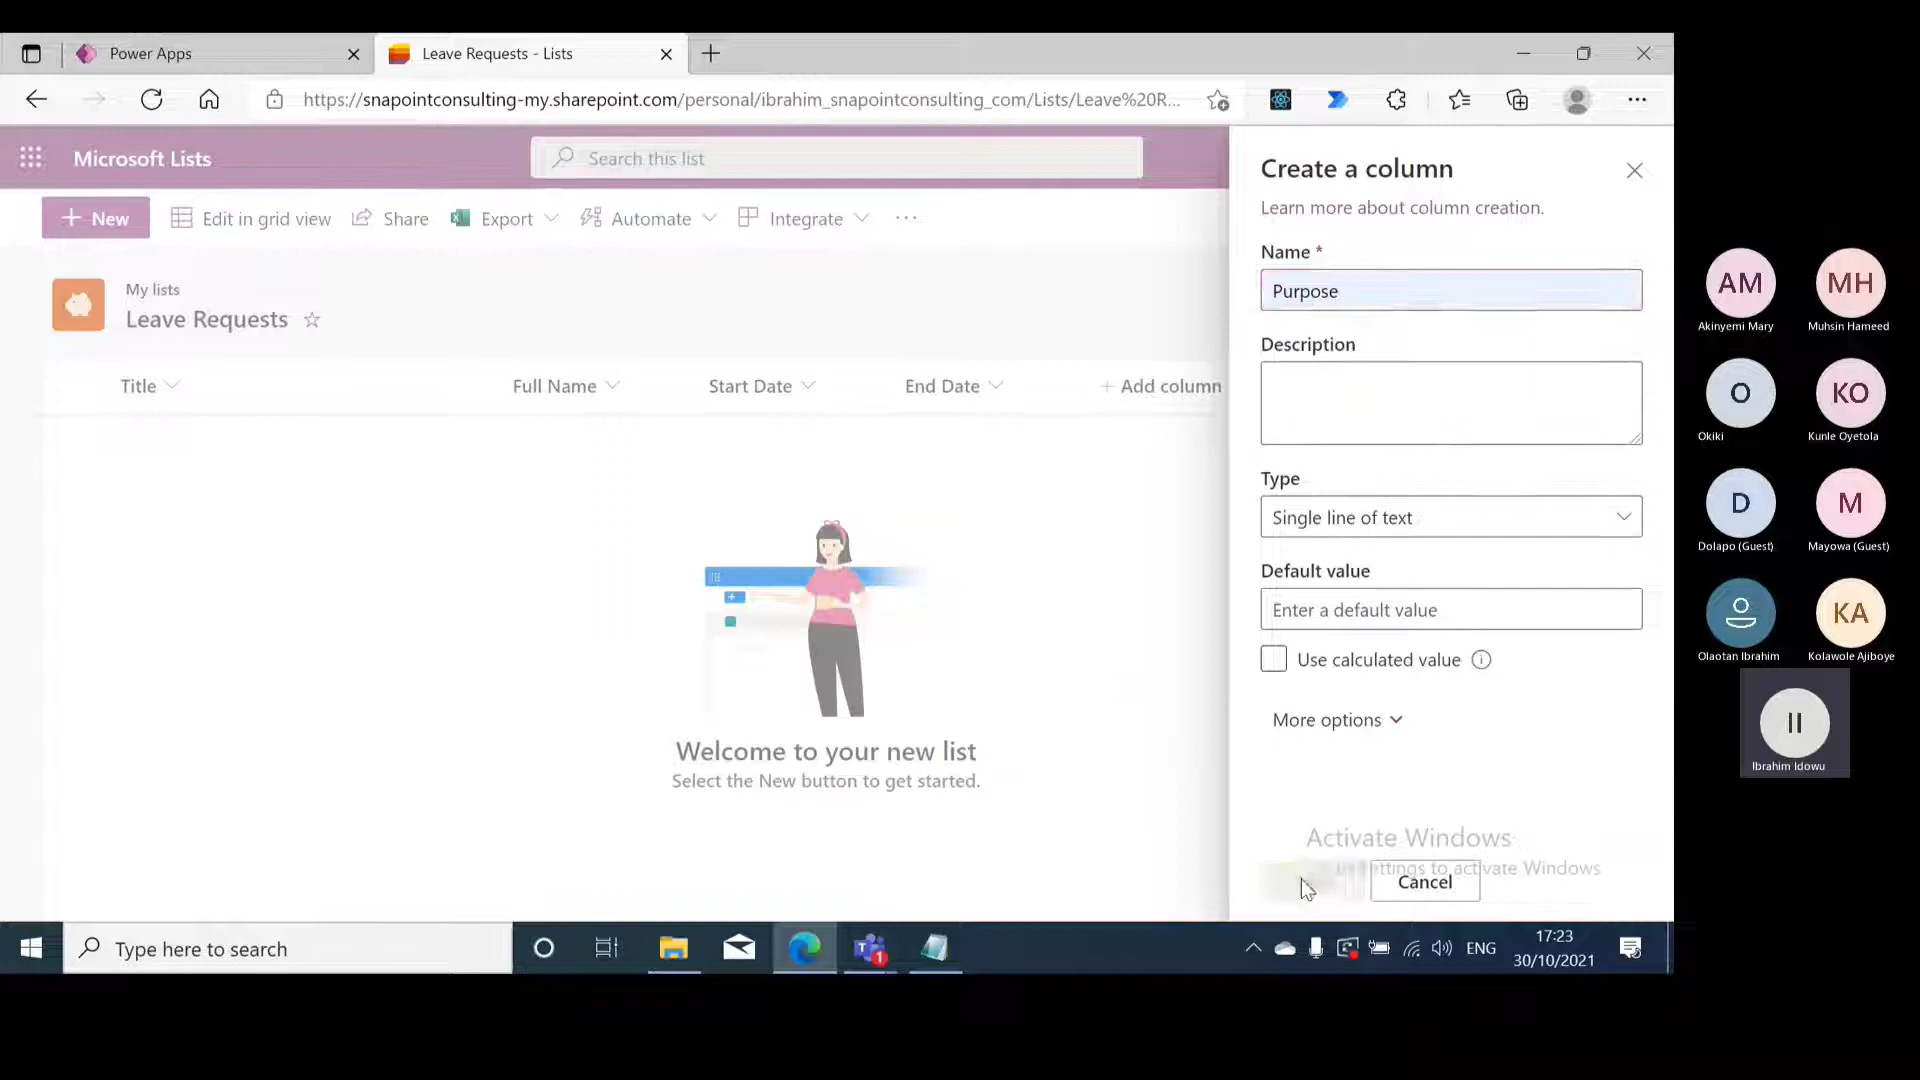 Power Apps
Leave Requests - Lists
https://snapointconsulting-my.sharepoint.com/personal/ibrahim_snapointconsulting_com/Lists/Leave%20R...
Microsoft Lists
Search this list
New
Edit in grid view
Share
Export
Automate
Integrate
My lists
Leave Requests
Title
Full Name
Start Date
End Date
+ Add column
Welcome to your new list
Select the New button to get started.
Create a column
Learn more about column creation.
Name *
Purpose
Description
Type
Single line of text
Default value
Enter a default value
Use calculated value
More options
Activate Windows
to activate Windows
Cancel
Type here to search
1
ENG
17:23
30/10/2021
AM
Akinyemi Mary
MH
Muhsin Hameed
O
Okiki
KO
Kunle Oyetola
D
Dolapo (Guest)
M
Mayowa (Guest)
Olaotan Ibrahim
KA
Kolawole Ajiboye
II
Ibrahim Idowu